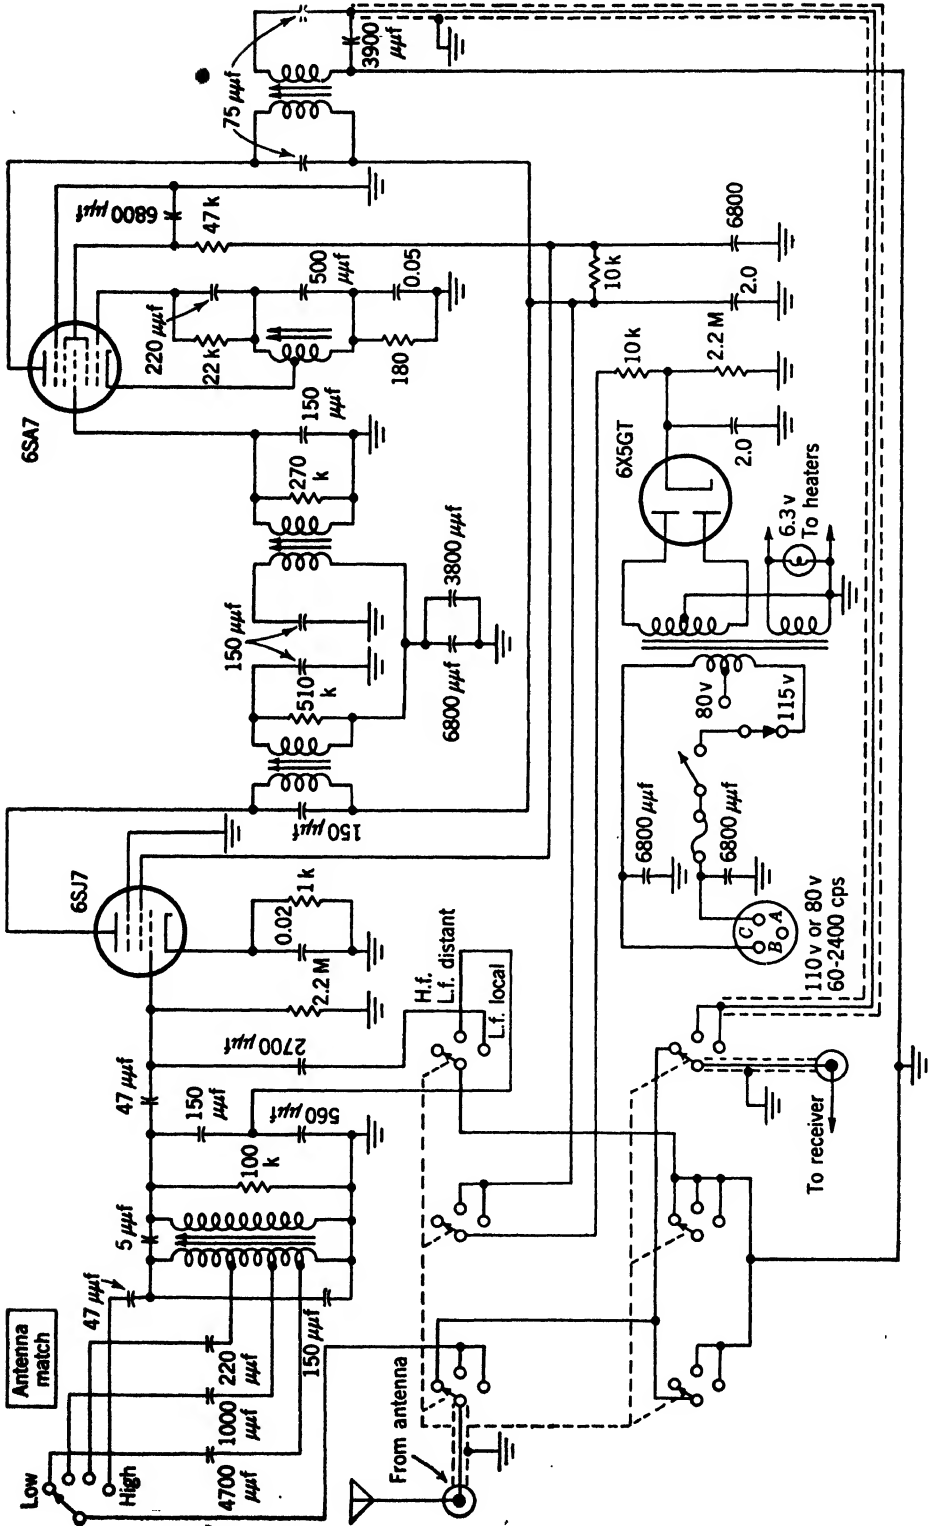 Antenna
match
Low
High
47 μμf
5 μμf
47 μμf
6SJ7
6SA7
4700
μμf
1000
μμf
220
μμf
150 μμf
100
k
150
μμf
560 μμf
2700 μμf
2.2 M
0.02
1 k
150 μμf
510
k
150 μμf
270
k
150
μμf
6800 μμf
3800 μμf
220 μμf
22 k
500
μμf
180
0.05
6800 μμf
47 k
75 μμf
3900
μμf
H.f.
L.f. distant
L.f. local
From antenna
To receiver
110 v or 80 v
60-2400 cps
A
B
C
6800 μμf
6800 μμf
80 v
115 v
6.3 v
To heaters
6X5GT
2.0
10 k
2.2 M
10 k
2.0
6800